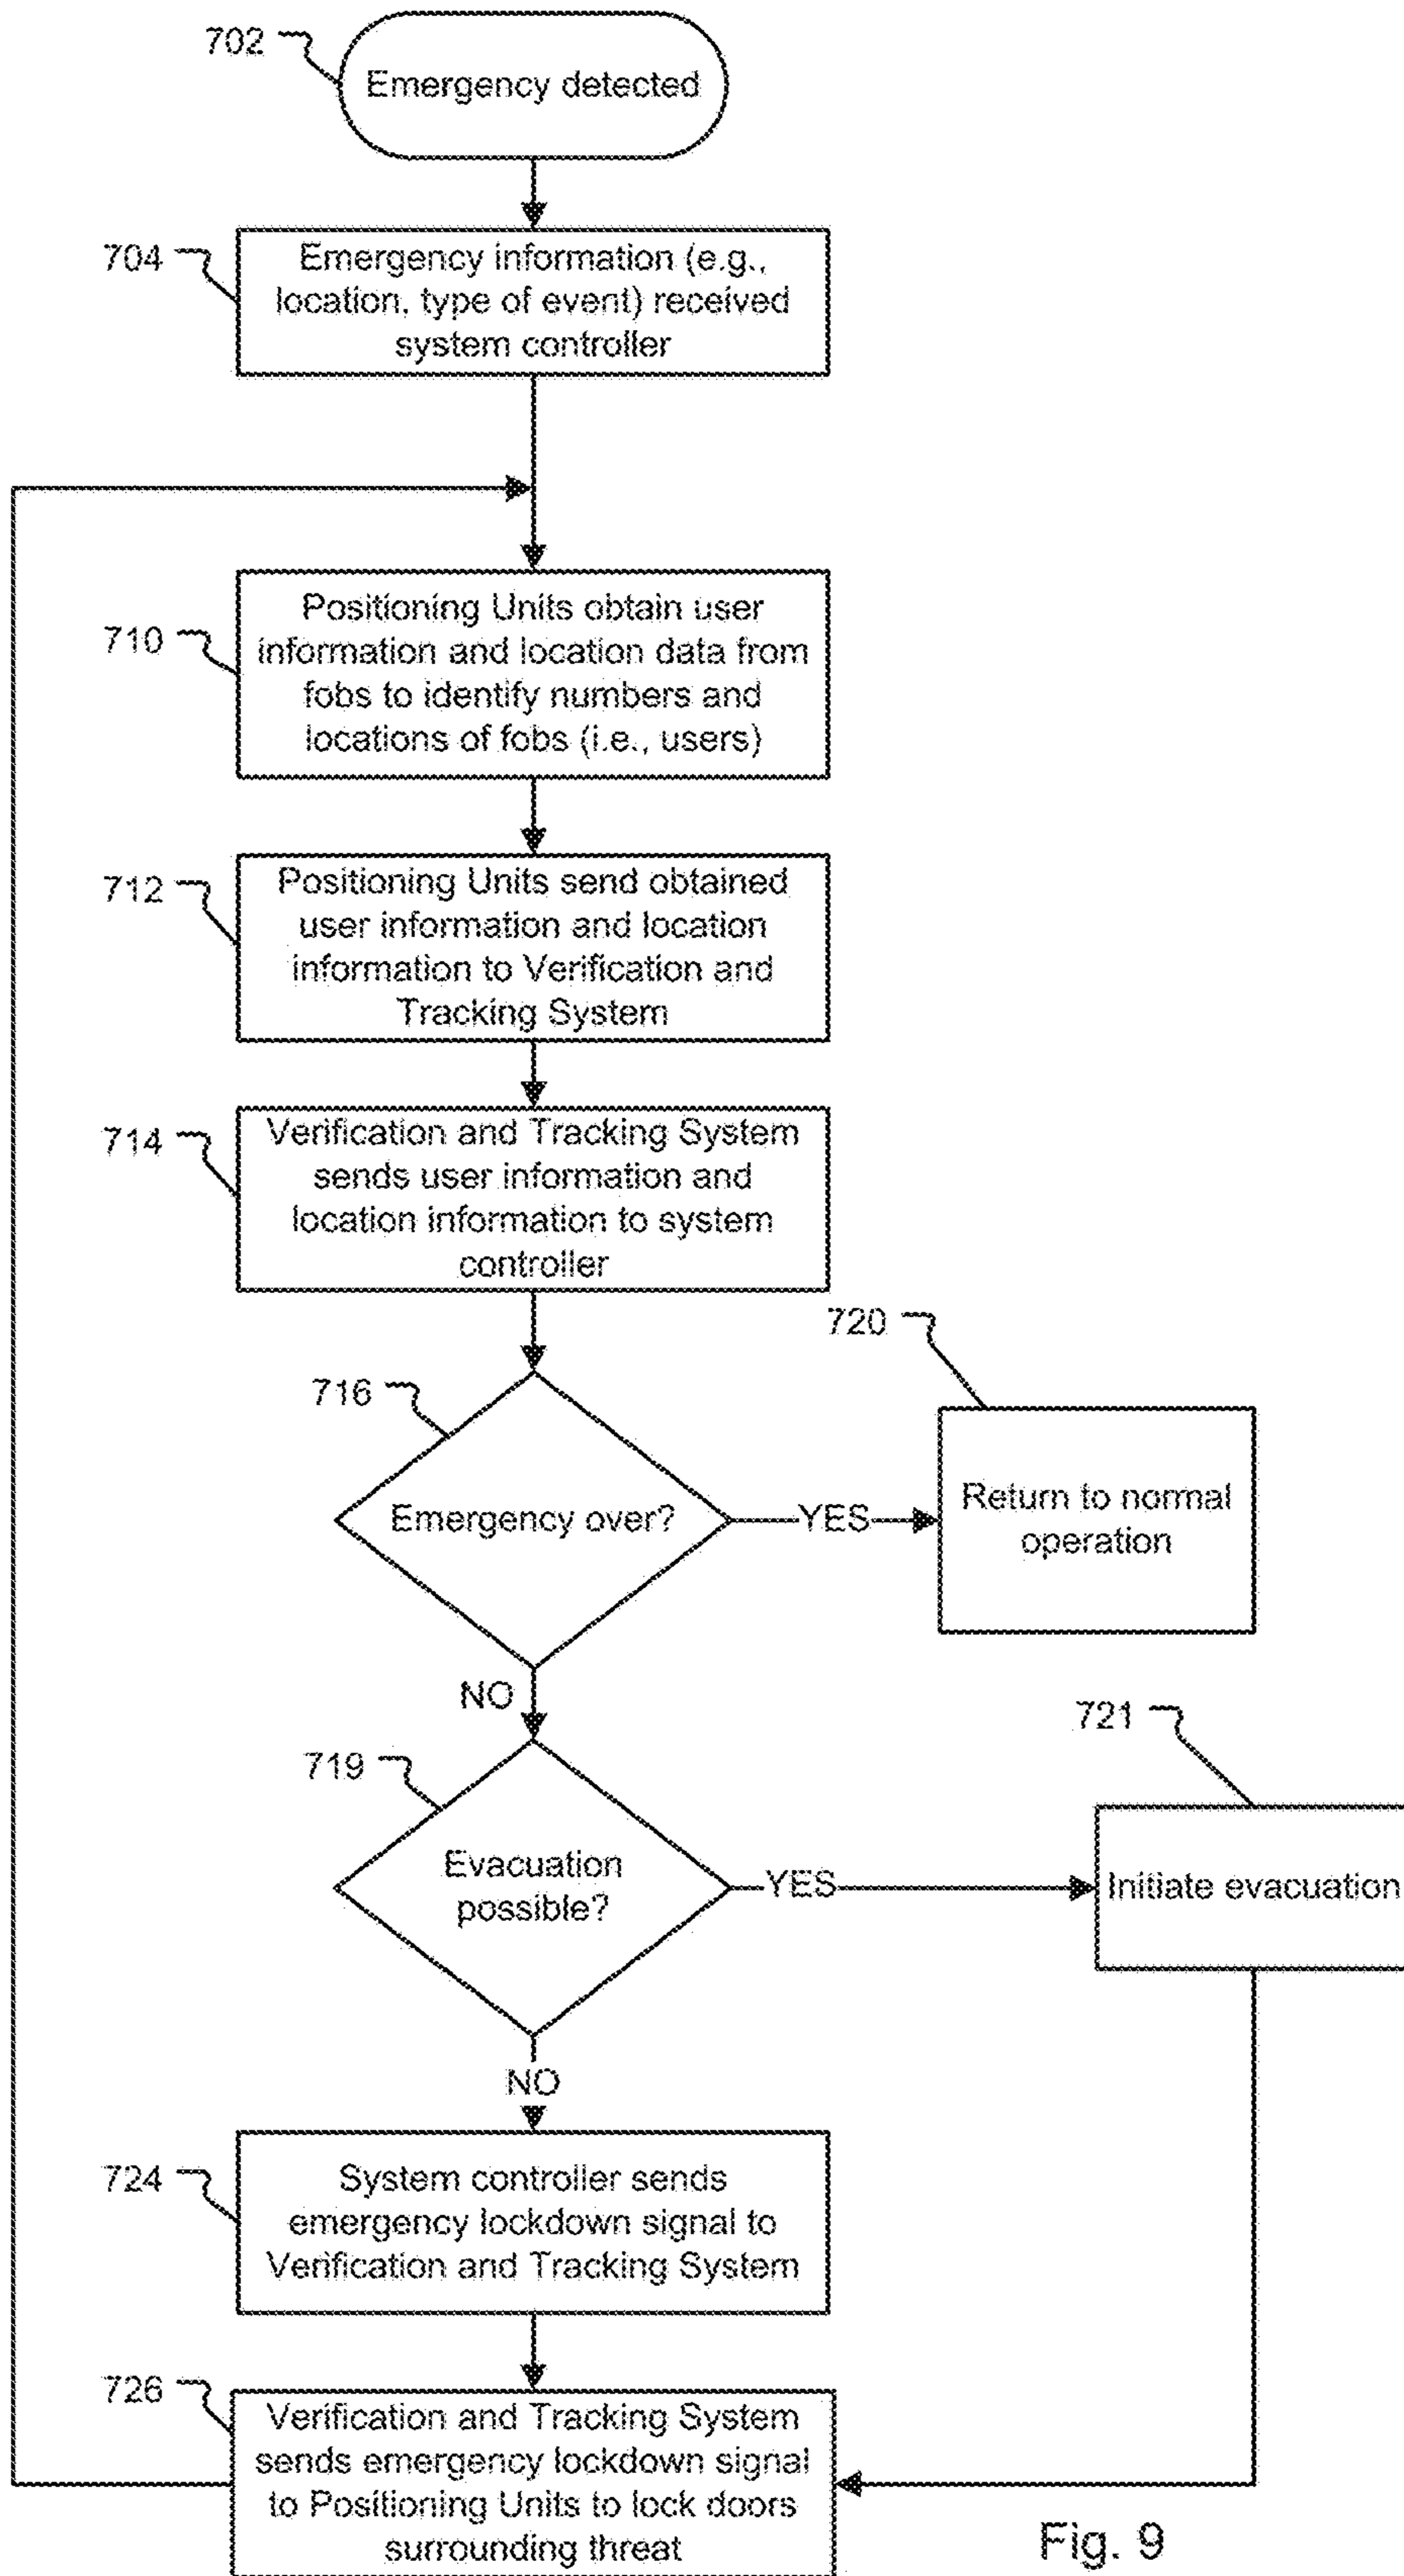 702
Emergency detected
704
Emergency information (e.g.,
location, type of event) received
system controller
710
Positioning Units obtain user
information and location data from
fobs to identify numbers and
locations of fobs (i.e., users)
712
Positioning Units send obtained
user information and location
information to Verification and
Tracking System
714
Verification and Tracking System
sends user information and
location information to system
controller
716
Emergency over?
YES
720
Return to normal
operation
NO
719
Evacuation
possible?
YES
721
Initiate evacuation
NO
724
System controller sends
emergency lockdown signal to
Verification and Tracking System
726
Verification and Tracking System
sends emergency lockdown signal
to Positioning Units to lock doors
surrounding threat
Fig. 9